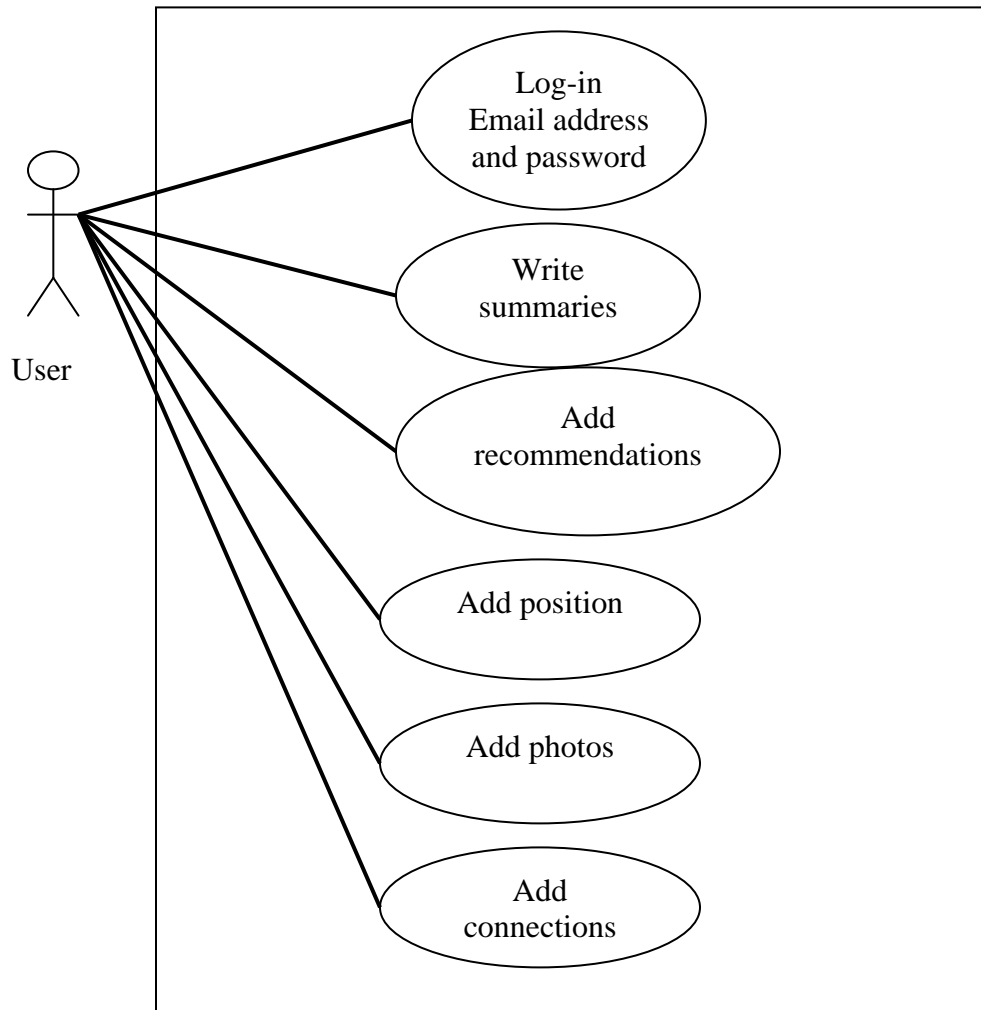 Log-in
Email address
and password
Write
summaries
User
Add
recommendations
Add position
Add photos
Add
connections